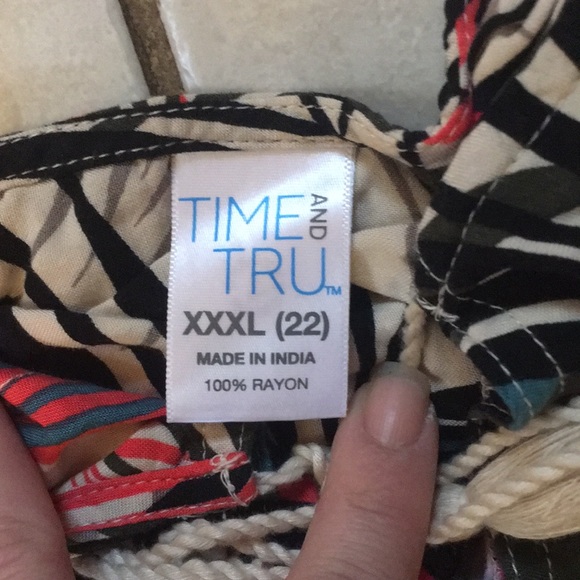 TIME AND
TRU™
XXXL (22)
MADE IN INDIA
100% RAYON